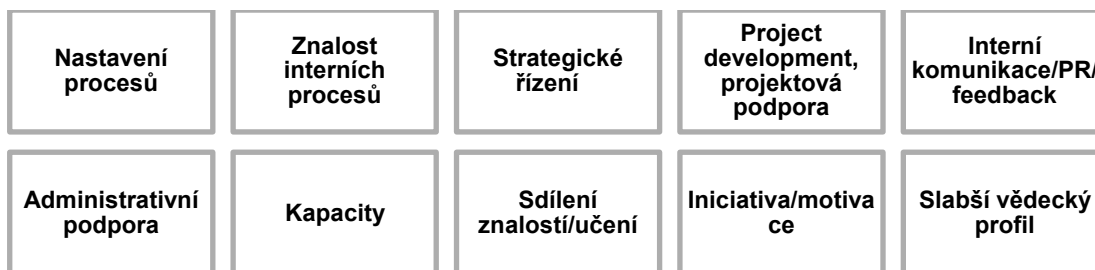 Nastavení
procesů
Znalost
interních
procesů
Strategické
řízení
Project
development,
projektová
podpora
Interní
komunikace/PR/
feedback
Administrativní
podpora
Kapacity
Sdílení
znalostí/učení
Iniciativa/motiva
ce
Slabší vědecký
profil